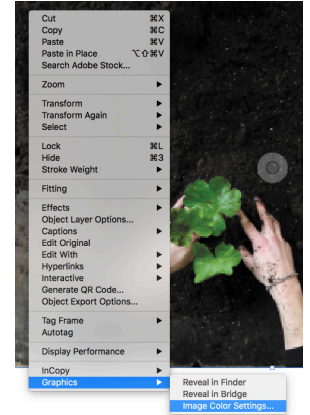 Cut ⌘X
Copy ⌘C
Paste ⌘V
Paste in Place ⌥⇧⌘V
Search Adobe Stock...
Zoom
Transform
Transform Again
Select
Lock ⌘L
Hide ⌘3
Stroke Weight
Fitting
Effects
Object Layer Options...
Captions
Edit Original
Edit With
Hyperlinks
Interactive
Generate QR Code...
Object Export Options...
Tag Frame
Autotag
Display Performance
InCopy
Graphics
Reveal in Finder
Reveal in Bridge
Image Color Settings...